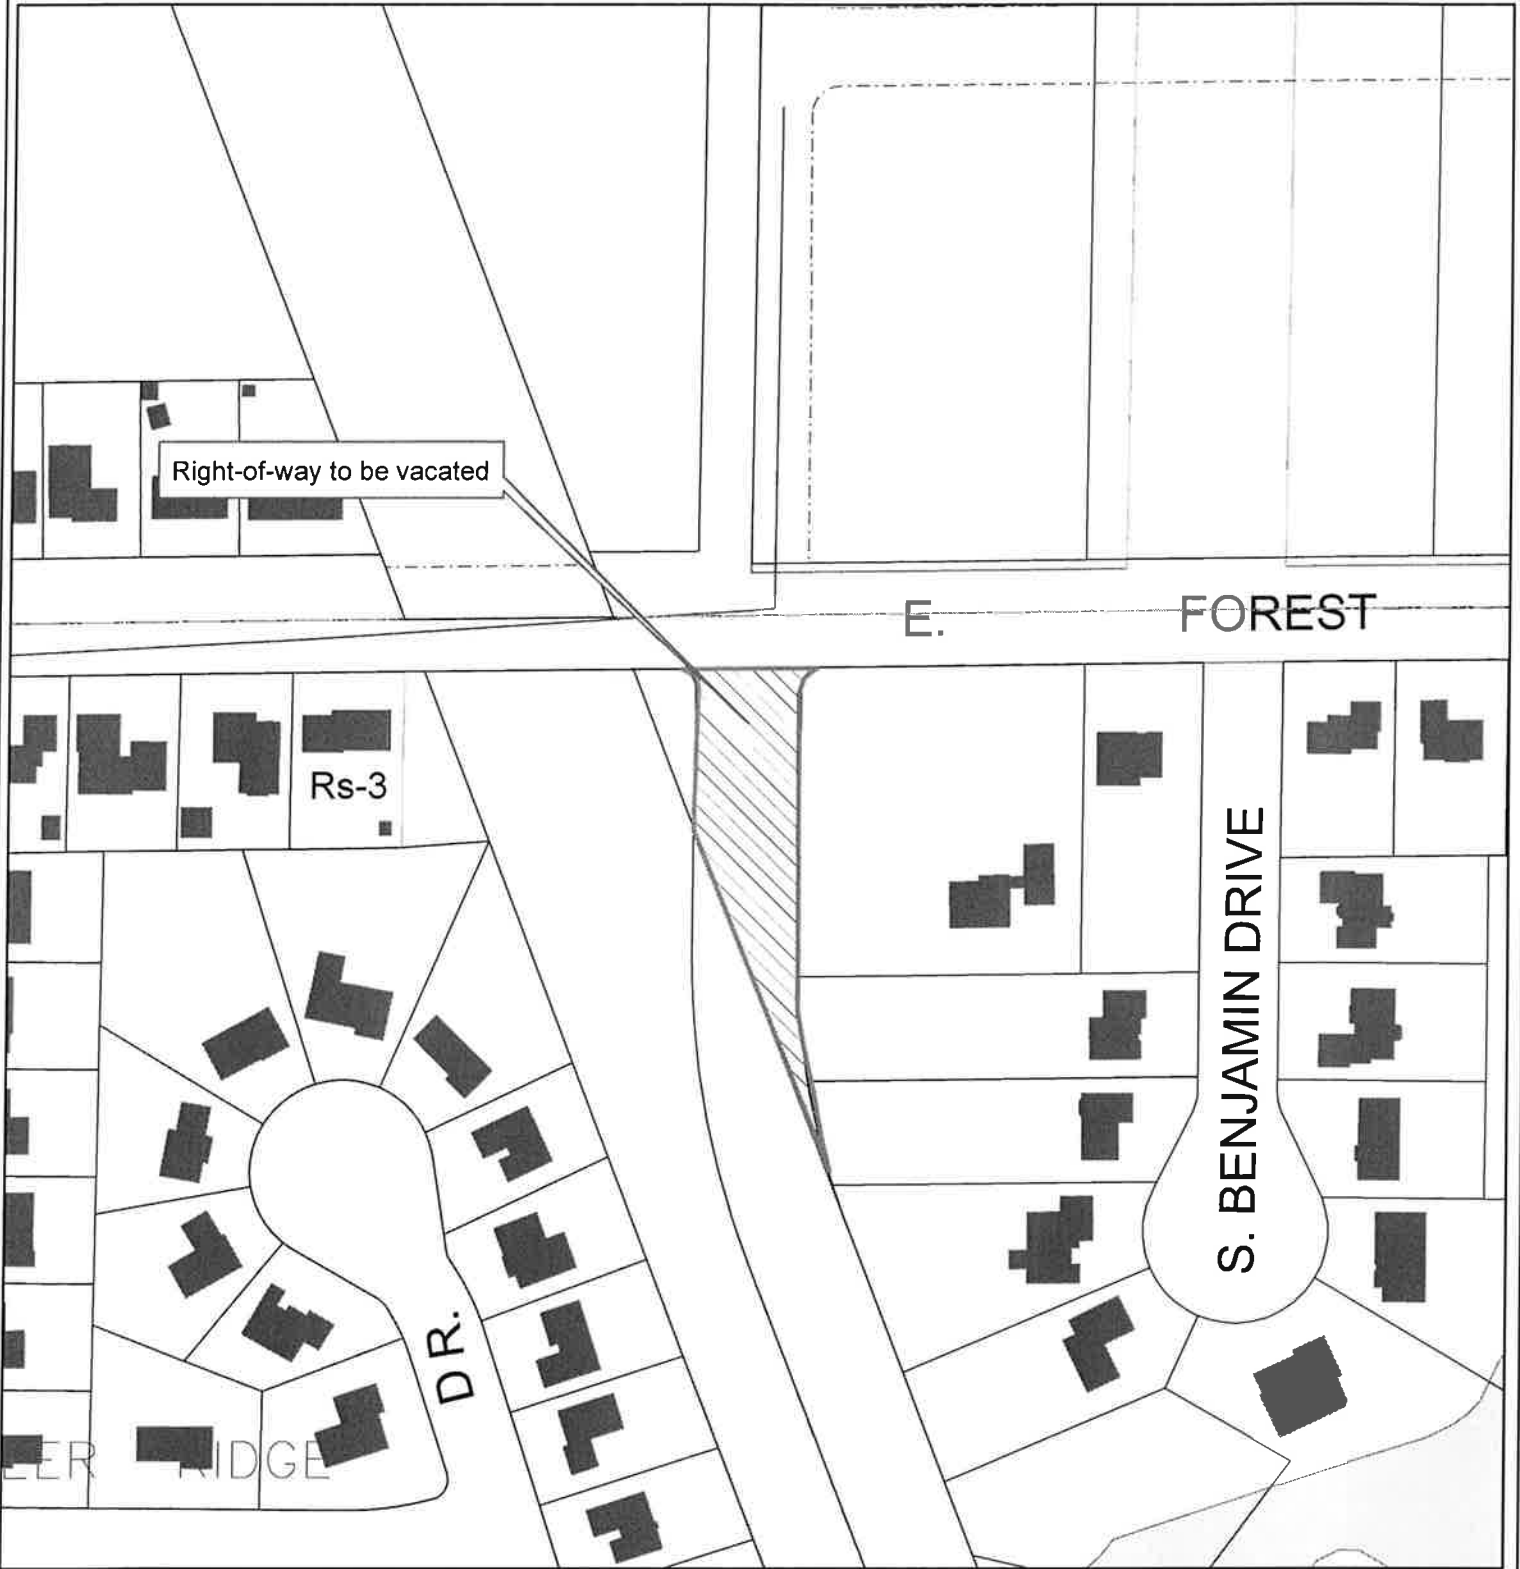 Right-of-way to be vacated
E. FOREST
Rs-3
S. BENJAMIN DRIVE
DR.
RIDGE